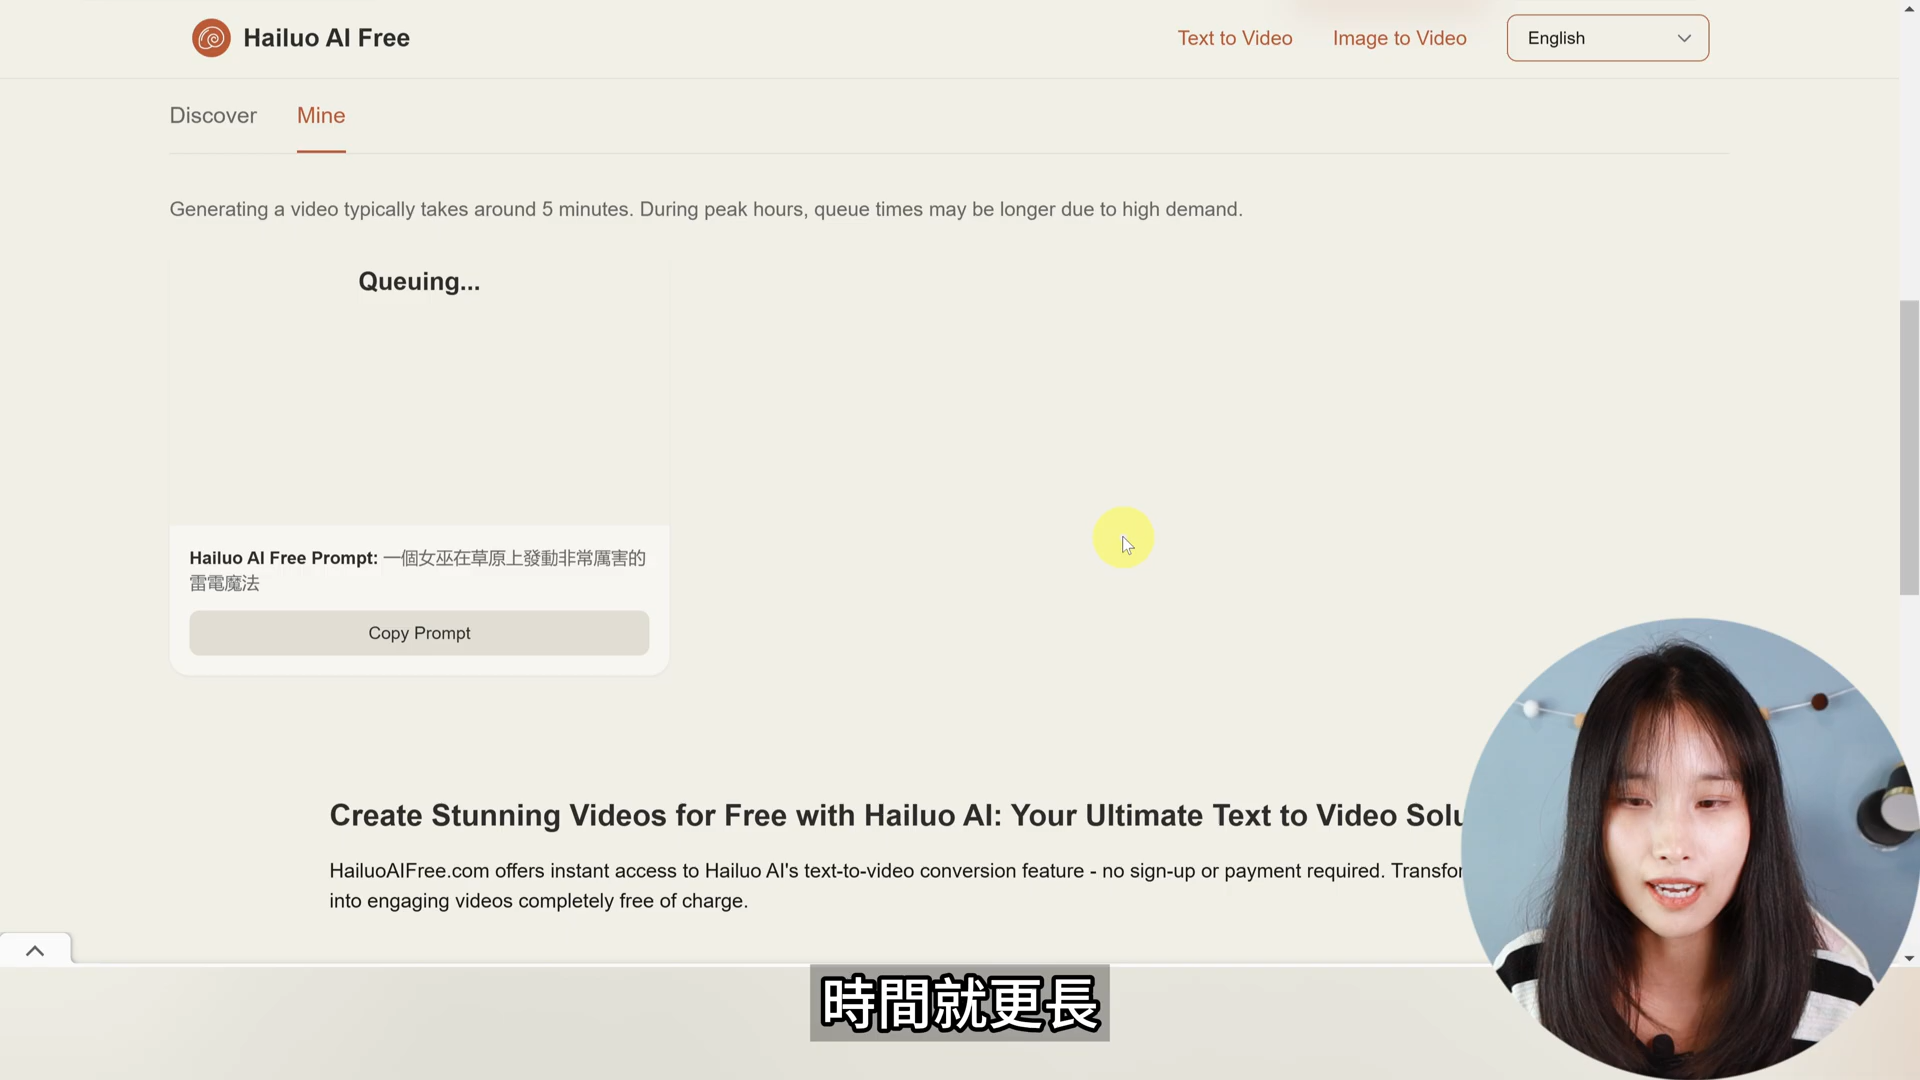 Hailuo AI Free
Text to Video
Image to Video
English
Discover
Mine
Generating a video typically takes around 5 minutes. During peak hours, queue times may be longer due to high demand.
Queuing...
Hailuo AI Free Prompt: 一個女巫在草原上發動非常厲害的
雷電魔法
Copy Prompt
Create Stunning Videos for Free with Hailuo AI: Your Ultimate Text to Video
HailuoAIFree.com offers instant access to Hailuo AI's text-to-video conversion feature - no sign-up or payment required.
into engaging videos completely free of charge.
時間就更長